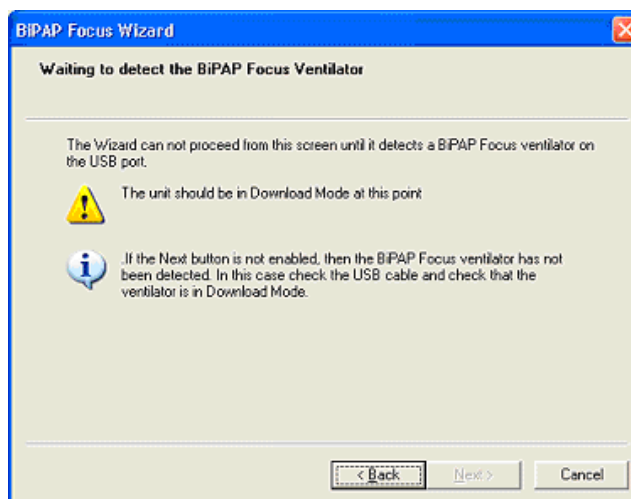 BiPAP Focus Wizard
Waiting to detect the BiPAP Focus Ventilator
The Wizard can not proceed from this screen until it detects a BiPAP Focus ventilator on
the USB port.
The unit should be in Download Mode at this point
.If the Next button is not enabled, then the BiPAP Focus ventilator has not
been detected. In this case check the USB cable and check that the
ventilator is in Download Mode.
< Back Next > Cancel